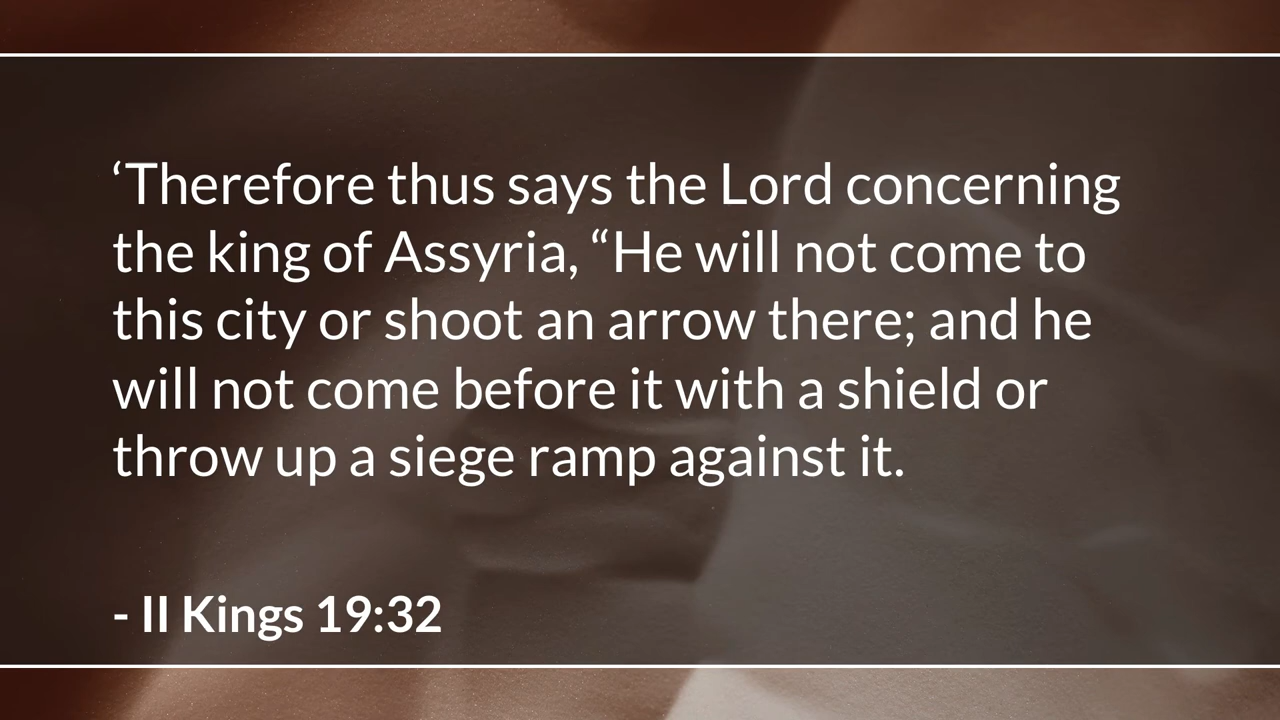 ‘Therefore thus says the Lord concerning
the king of Assyria, “He will not come to
this city or shoot an arrow there; and he
will not come before it with a shield or
throw up a siege ramp against it.
- II Kings 19:32